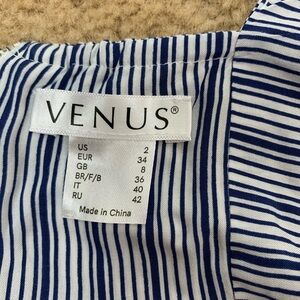 VENUS®
US 2
EUR 34
GB 8
BR/F/B 36
IT 40
RU 42
Made in China